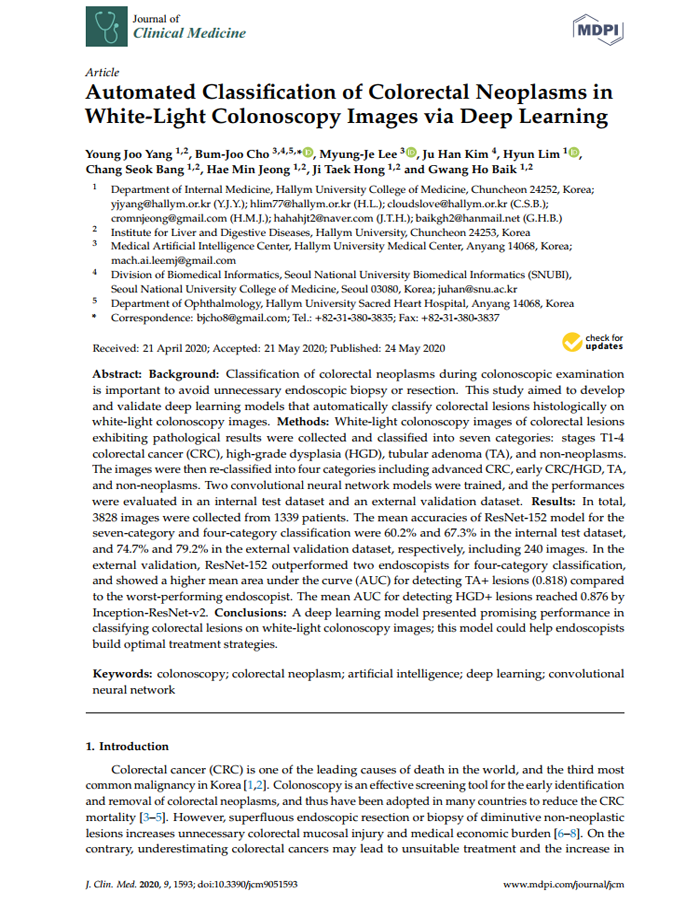 Journal of
Clinical Medicine
MDPI
Article
Automated Classification of Colorectal Neoplasms in
White-Light Colonoscopy Images via Deep Learning
Young Joo Yang 1,2, Bum-Joo Cho 3,4,5,*, Myung-Je Lee 3, Ju Han Kim 4, Hyun Lim 1,
Chang Seok Bang 1,2, Hae Min Jeong 1,2, Ji Taek Hong 1,2 and Gwang Ho Baik 1,2
1 Department of Internal Medicine, Hallym University College of Medicine, Chuncheon 24252, Korea;
yjyang@hallym.or.kr (Y.J.Y.); hlim77@hallym.or.kr (H.L.); cloudslove@hallym.or.kr (C.S.B.);
cromnjeong@gmail.com (H.M.J.); hahahjt2@naver.com (J.T.H.); baikgh2@hanmail.net (G.H.B.)
2 Institute for Liver and Digestive Diseases, Hallym University, Chuncheon 24253, Korea
3 Medical Artificial Intelligence Center, Hallym University Medical Center, Anyang 14068, Korea;
mach.ai.leemj@gmail.com
4 Division of Biomedical Informatics, Seoul National University Biomedical Informatics (SNUBI),
Seoul National University College of Medicine, Seoul 03080, Korea; juhan@snu.ac.kr
5 Department of Ophthalmology, Hallym University Sacred Heart Hospital, Anyang 14068, Korea
* Correspondence: bjcho8@gmail.com; Tel.: +82-31-380-3835; Fax: +82-31-380-3837
Received: 21 April 2020; Accepted: 21 May 2020; Published: 24 May 2020
check for
updates
Abstract: Background: Classification of colorectal neoplasms during colonoscopic examination
is important to avoid unnecessary endoscopic biopsy or resection. This study aimed to develop
and validate deep learning models that automatically classify colorectal lesions histologically on
white-light colonoscopy images. Methods: White-light colonoscopy images of colorectal lesions
exhibiting pathological results were collected and classified into seven categories: stages T1-4
colorectal cancer (CRC), high-grade dysplasia (HGD), tubular adenoma (TA), and non-neoplasms.
The images were then re-classified into four categories including advanced CRC, early CRC/HGD, TA,
and non-neoplasms. Two convolutional neural network models were trained, and the performances
were evaluated in an internal test dataset and an external validation dataset. Results: In total,
3828 images were collected from 1339 patients. The mean accuracies of ResNet-152 model for the
seven-category and four-category classification were 60.2% and 67.3% in the internal test dataset,
and 74.7% and 79.2% in the external validation dataset, respectively, including 240 images. In the
external validation, ResNet-152 outperformed two endoscopists for four-category classification,
and showed a higher mean area under the curve (AUC) for detecting TA+ lesions (0.818) compared
to the worst-performing endoscopist. The mean AUC for detecting HGD+ lesions reached 0.876 by
Inception-ResNet-v2. Conclusions: A deep learning model presented promising performance in
classifying colorectal lesions on white-light colonoscopy images; this model could help endoscopists
build optimal treatment strategies.
Keywords: colonoscopy; colorectal neoplasm; artificial intelligence; deep learning; convolutional
neural network
1. Introduction
Colorectal cancer (CRC) is one of the leading causes of death in the world, and the third most
common malignancy in Korea [1,2]. Colonoscopy is an effective screening tool for the early identification
and removal of colorectal neoplasms, and thus have been adopted in many countries to reduce the CRC
mortality [3–5]. However, superfluous endoscopic resection or biopsy of diminutive non-neoplastic
lesions increases unnecessary colorectal mucosal injury and medical economic burden [6–8]. On the
contrary, underestimating colorectal cancers may lead to unsuitable treatment and the increase in
J. Clin. Med. 2020, 9, 1593; doi:10.3390/jcm9051593
www.mdpi.com/journal/jcm